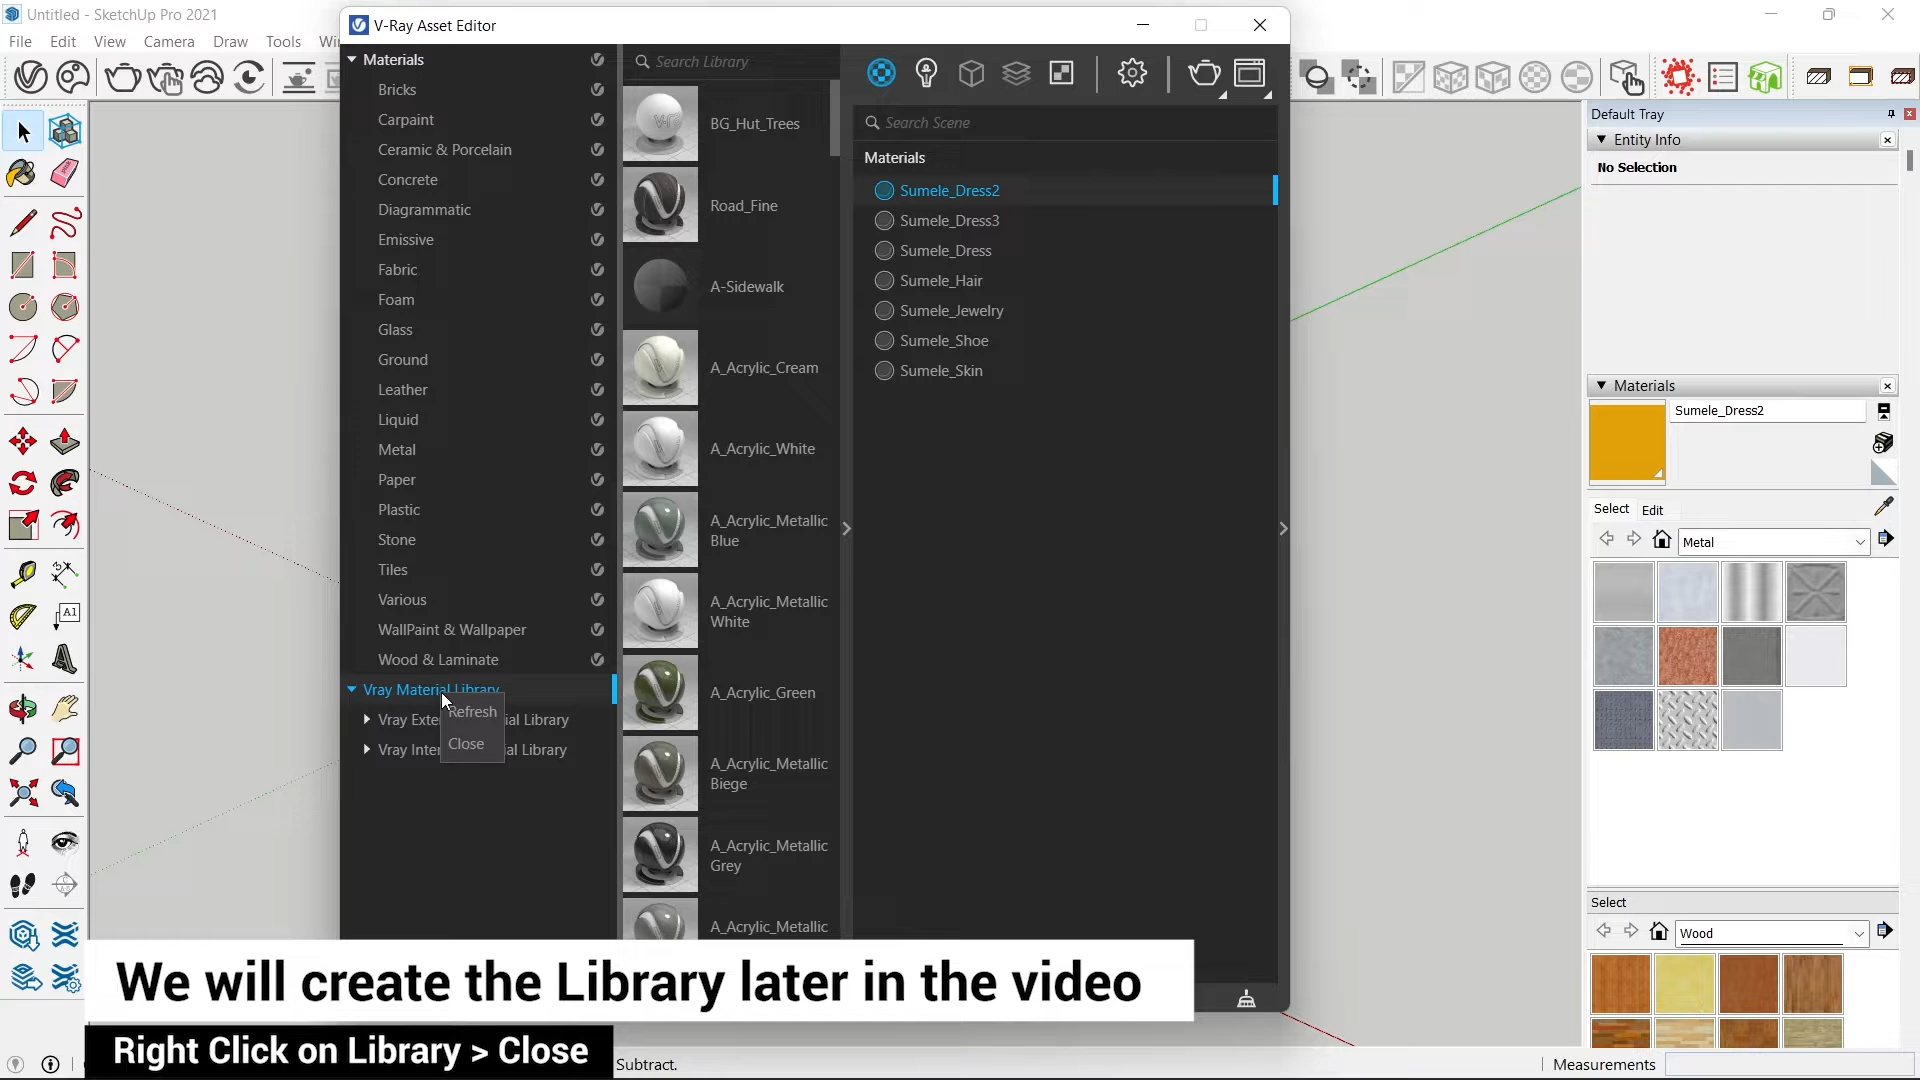 Untitled - SketchUp Pro 2021
File Edit View Camera Draw Tools
V-Ray Asset Editor
Materials
Bricks
Carpaint
Ceramic & Porcelain
Concrete
Diagrammatic
Emissive
Fabric
Foam
Glass
Ground
Leather
Liquid
Metal
Paper
Plastic
Stone
Tiles
Various
WallPaint & Wallpaper
Wood & Laminate
Vray Material Library
Refresh
Close
Search Library
BG_Hut_Trees
Road_Fine
A-Sidewalk
A_Acrylic_Cream
A_Acrylic_White
A_Acrylic_Metallic
Blue
A_Acrylic_Metallic
White
A_Acrylic_Green
A_Acrylic_Metallic
Biege
A_Acrylic_Metallic
Grey
A_Acrylic_Metallic
Search Scene
Materials
Sumele_Dress2
Sumele_Dress3
Sumele_Dress
Sumele_Hair
Sumele_Jewelry
Sumele_Shoe
Sumele_Skin
Default Tray
Entity Info
No Selection
Materials
Sumele_Dress2
Select Edit
Metal
Select
Wood
We will create the Library later in the video
Right Click on Library > Close
Subtract.
Measurements